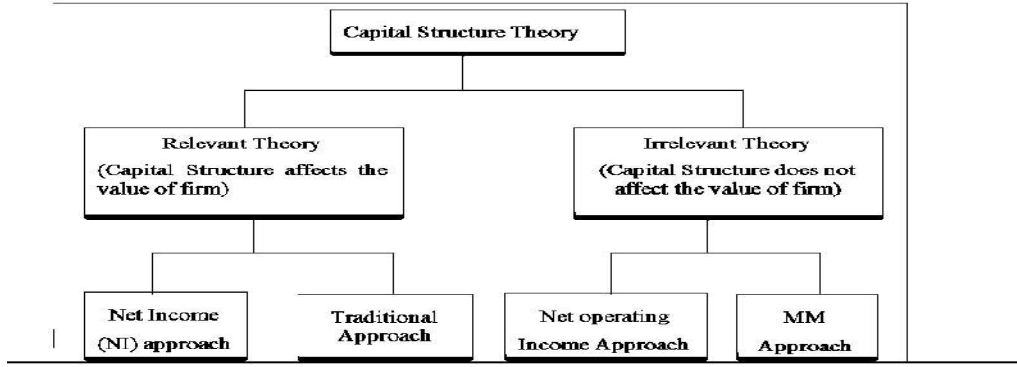 Capital Structure Theory
Relevant Theory
(Capital Structure affects the
value of firm)
Irrelevant Theory
(Capital Structure does not
affect the value of firm)
Net Income
(NI) approach
Traditional
Approach
Net operating
Income Approach
MM
Approach